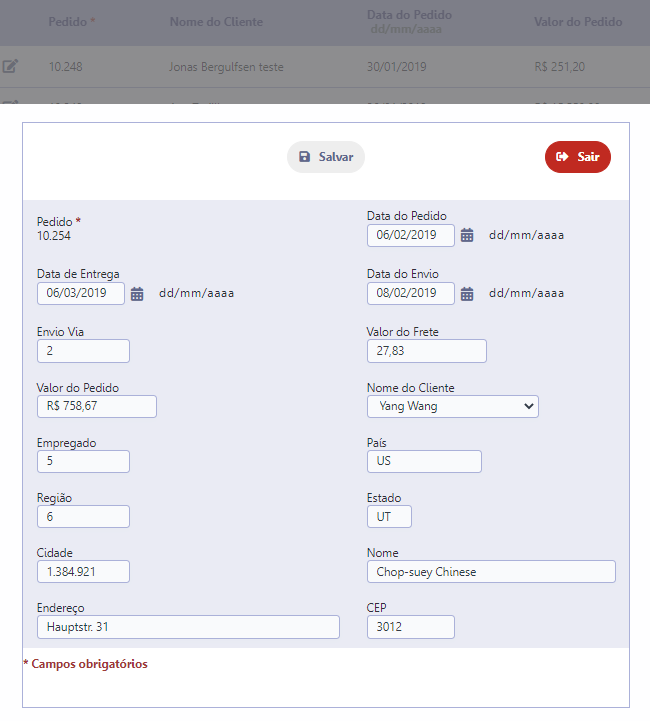 Pedido * Nome do Cliente Data do Pedido Valor do Pedido
dd/mm/aaaa
10.248 Jonas Bergulfsen teste 30/01/2019 R$ 251,20
Salvar Sair
Pedido * Data do Pedido
10.254 06/02/2019 dd/mm/aaaa
Data de Entrega Data do Envio
06/03/2019 dd/mm/aaaa 08/02/2019 dd/mm/aaaa
Envio Via Valor do Frete
2 27,83
Valor do Pedido Nome do Cliente
R$ 758,67 Yang Wang
Empregado País
5 US
Região Estado
6 UT
Cidade Nome
1.384.921 Chop-suey Chinese
Endereço CEP
Hauptstr. 31 3012
* Campos obrigatórios